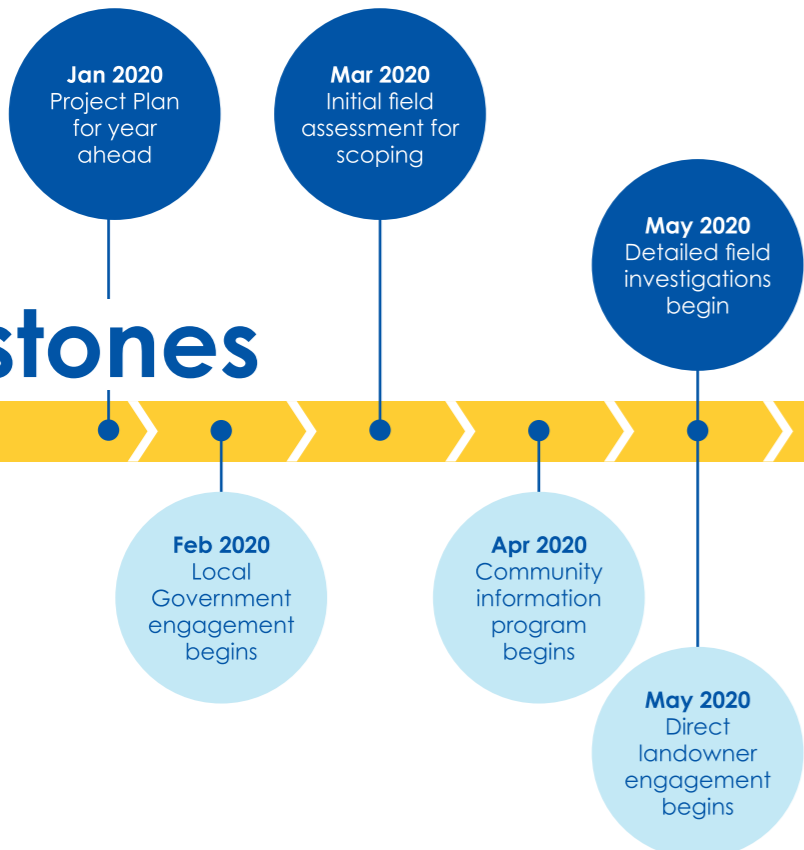 Jan 2020
Project Plan
for year
ahead
Mar 2020
Initial field
assessment for
scoping
May 2020
Detailed field
investigations
begin
stones
Feb 2020
Local
Government
engagement
begins
Apr 2020
Community
information
program
begins
May 2020
Direct
landowner
engagement
begins